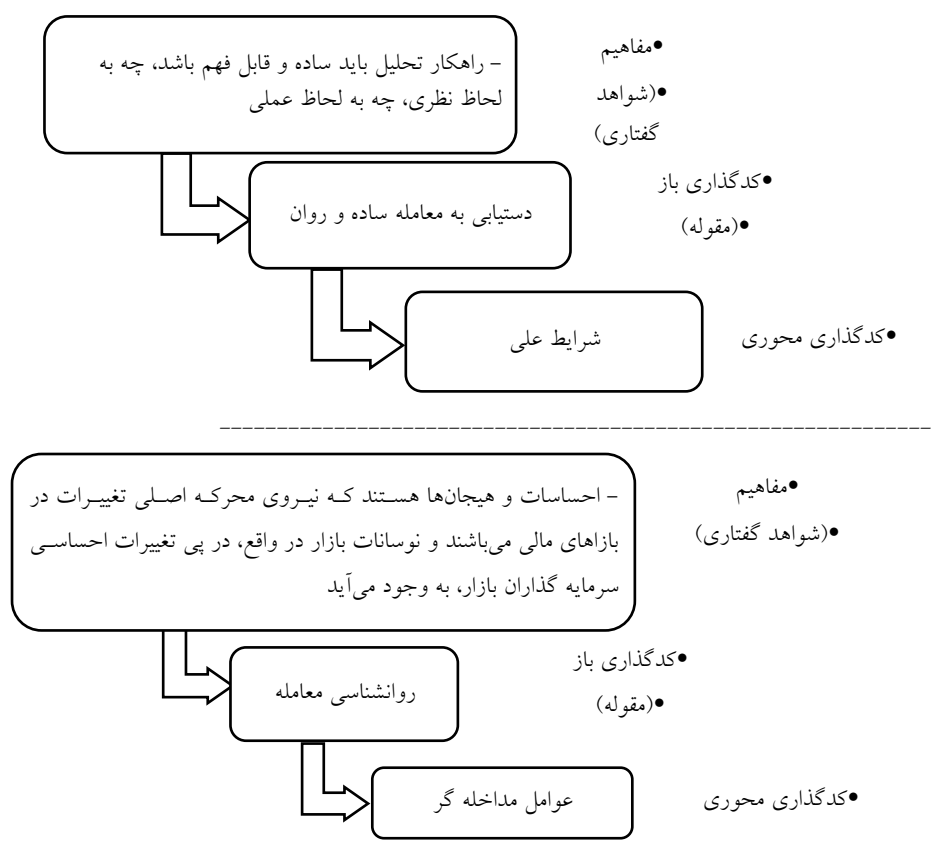 •مفاهیم
•(شواهد
گفتاری)
- راهکار تحلیل باید ساده و قابل فهم باشد، چه به
لحاظ نظری، چه به لحاظ عملی
•کدگذاری باز
•(مقوله)
دستیابی به معامله ساده و روان
•کدگذاری محوری
شرایط علی
•مفاهیم
•(شواهد گفتاری)
- احساسات و هیجان‌ها هستند که نیروی محرکه اصلی تغییرات در
بازاهای مالی می‌باشند و نوسانات بازار در واقع، در پی تغییرات احساسی
سرمایه گذاران بازار، به وجود می‌آید
•کدگذاری باز
•(مقوله)
روانشناسی معامله
•کدگذاری محوری
عوامل مداخله گر